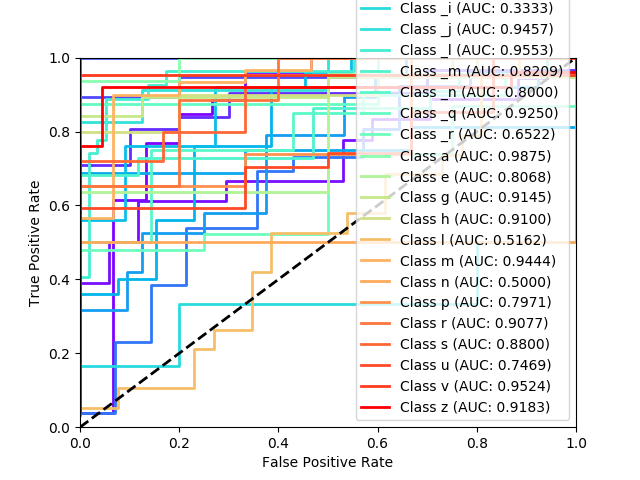 Class _i (AUC: 0.3333)
Class _j (AUC: 0.9457)
Class _l (AUC: 0.9553)
Class _m (AUC: 0.8209)
Class _n (AUC: 0.8000)
Class _q (AUC: 0.9250)
Class _r (AUC: 0.6522)
Class a (AUC: 0.9875)
Class e (AUC: 0.8068)
Class g (AUC: 0.9145)
Class h (AUC: 0.9100)
Class l (AUC: 0.5162)
Class m (AUC: 0.9444)
Class n (AUC: 0.5000)
Class p (AUC: 0.7971)
Class r (AUC: 0.9077)
Class s (AUC: 0.8800)
Class u (AUC: 0.7469)
Class v (AUC: 0.9524)
Class z (AUC: 0.9183)
1.0
0.8
0.6
0.4
0.2
0.0
True Positive Rate
0.0 0.2 0.4 0.6 0.8 1.0
False Positive Rate